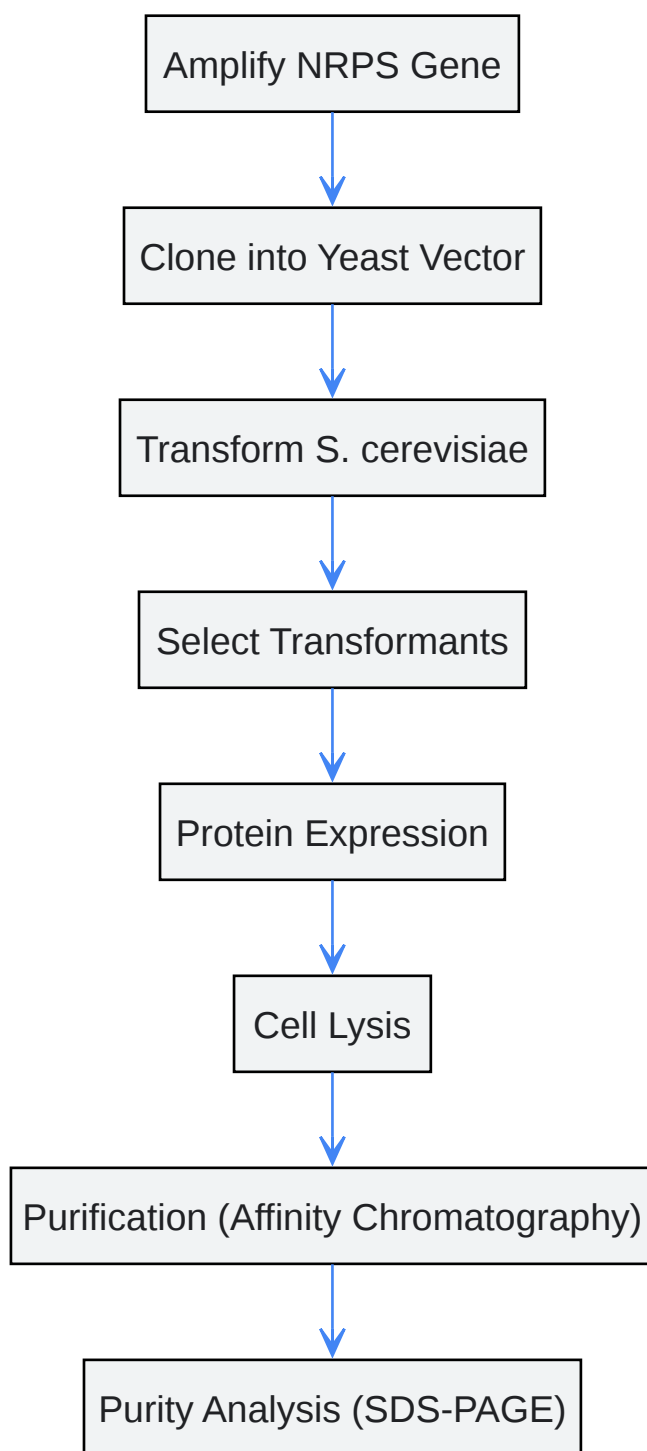 Amplify NRPS Gene
Clone into Yeast Vector
Transform S. cerevisiae
Select Transformants
Protein Expression
Cell Lysis
Purification (Affinity Chromatography)
Purity Analysis (SDS-PAGE)